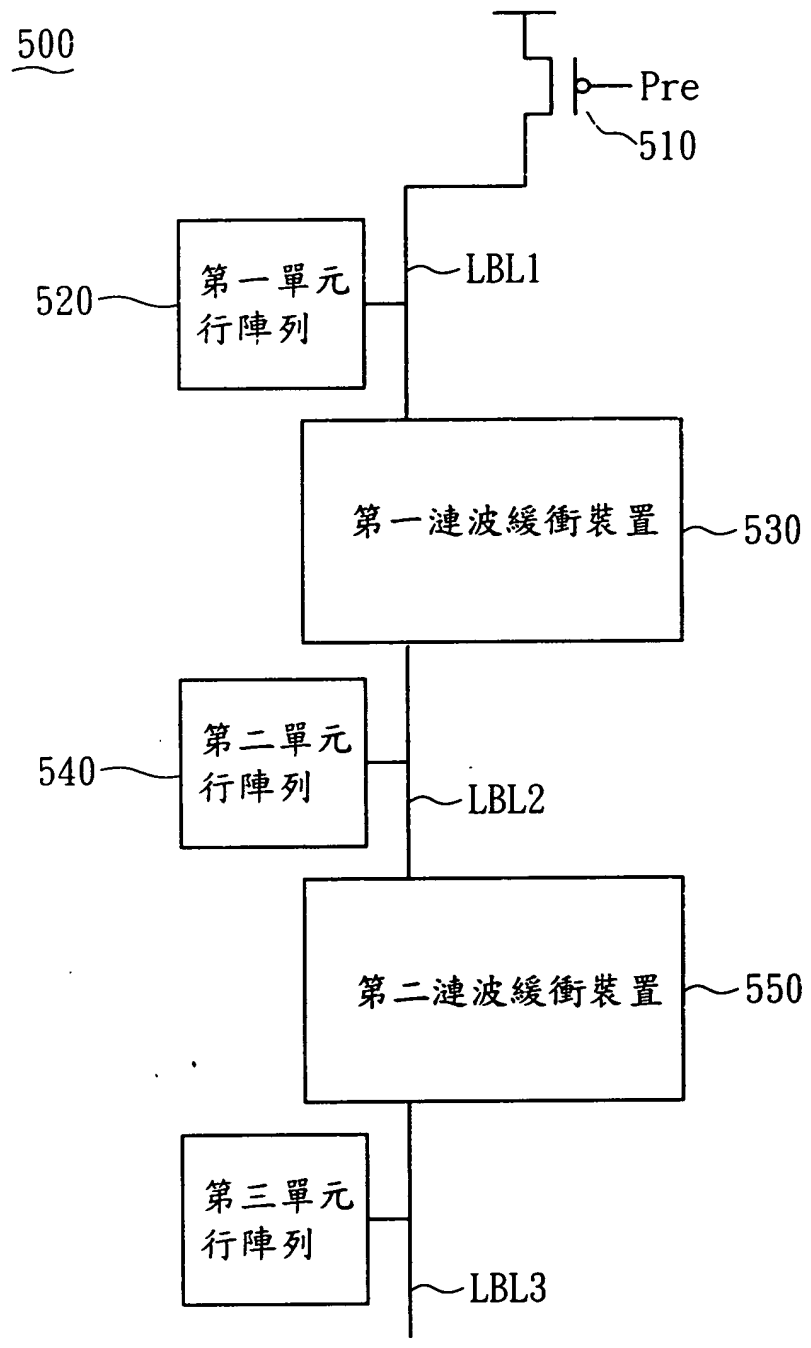 500
Pre
510
LBL1
520
第一單元
行陣列
第一漣波緩衝裝置
530
第二單元
行陣列
540
LBL2
第二漣波緩衝裝置
550
第三單元
行陣列
LBL3